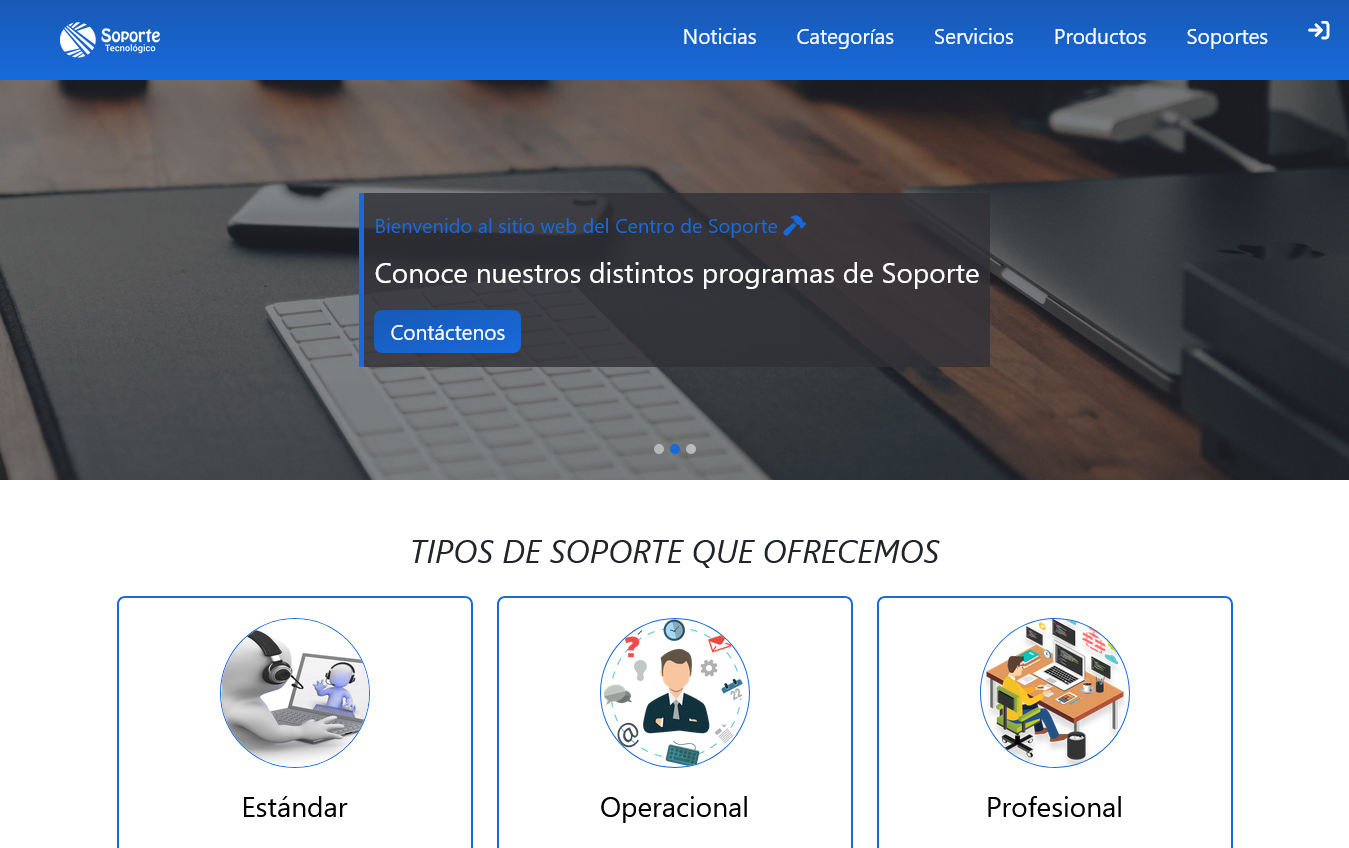 Soporte
Tecnológico
Noticias
Categorías
Servicios
Productos
Soportes
Bienvenido al sitio web del Centro de Soporte
Conoce nuestros distintos programas de Soporte
Contáctenos
TIPOS DE SOPORTE QUE OFRECEMOS
?
22
@
Estándar
Operacional
Profesional